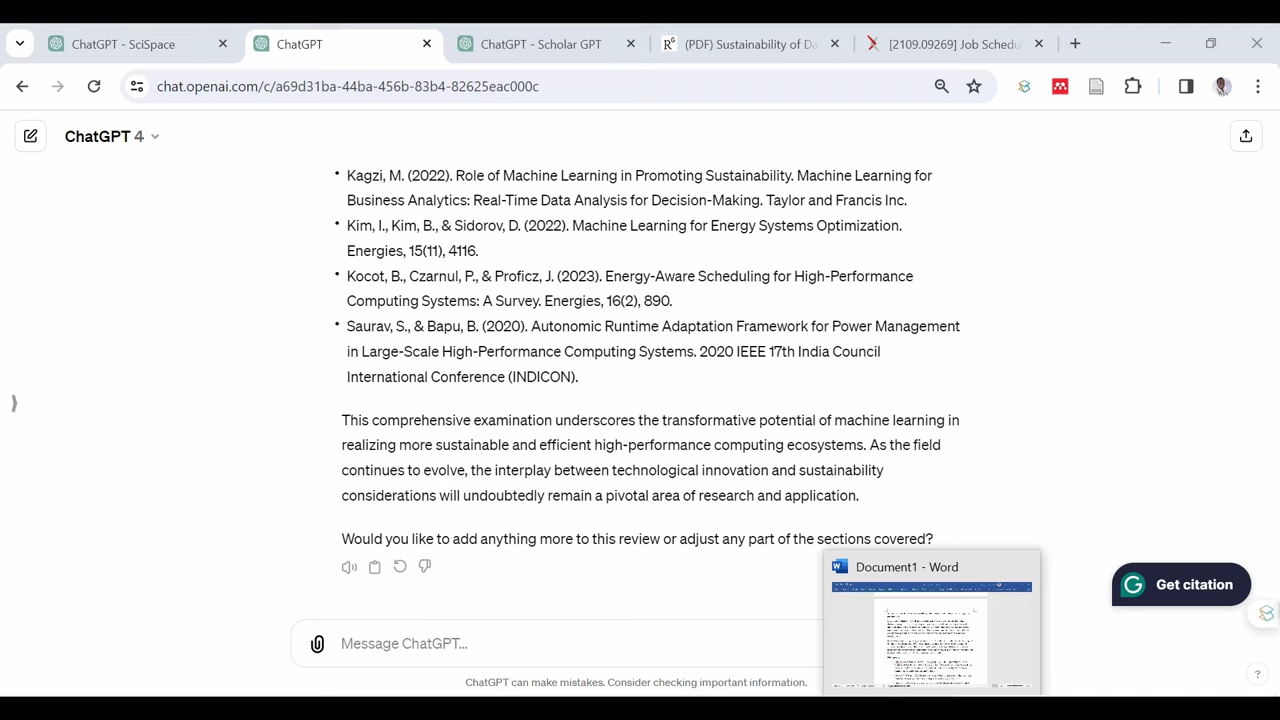 ChatGPT - SciSpace
ChatGPT
ChatGPT - Scholar GPT
R^G (PDF) Sustainability of Da
[2109.09269] Job Schedu
chat.openai.com/c/a69d31ba-44ba-456b-83b4-82625eac000c
ChatGPT 4
• Kagzi, M. (2022). Role of Machine Learning in Promoting Sustainability. Machine Learning for
Business Analytics: Real-Time Data Analysis for Decision-Making. Taylor and Francis Inc.
• Kim, I., Kim, B., & Sidorov, D. (2022). Machine Learning for Energy Systems Optimization.
Energies, 15(11), 4116.
• Kocot, B., Czarnul, P., & Proficz, J. (2023). Energy-Aware Scheduling for High-Performance
Computing Systems: A Survey. Energies, 16(2), 890.
• Saurav, S., & Bapu, B. (2020). Autonomic Runtime Adaptation Framework for Power Management
in Large-Scale High-Performance Computing Systems. 2020 IEEE 17th India Council
International Conference (INDICON).
This comprehensive examination underscores the transformative potential of machine learning in
realizing more sustainable and efficient high-performance computing ecosystems. As the field
continues to evolve, the interplay between technological innovation and sustainability
considerations will undoubtedly remain a pivotal area of research and application.
Would you like to add anything more to this review or adjust any part of the sections covered?
Document1 - Word
Get citation
Message ChatGPT...
ChatGPT can make mistakes. Consider checking important information.
?